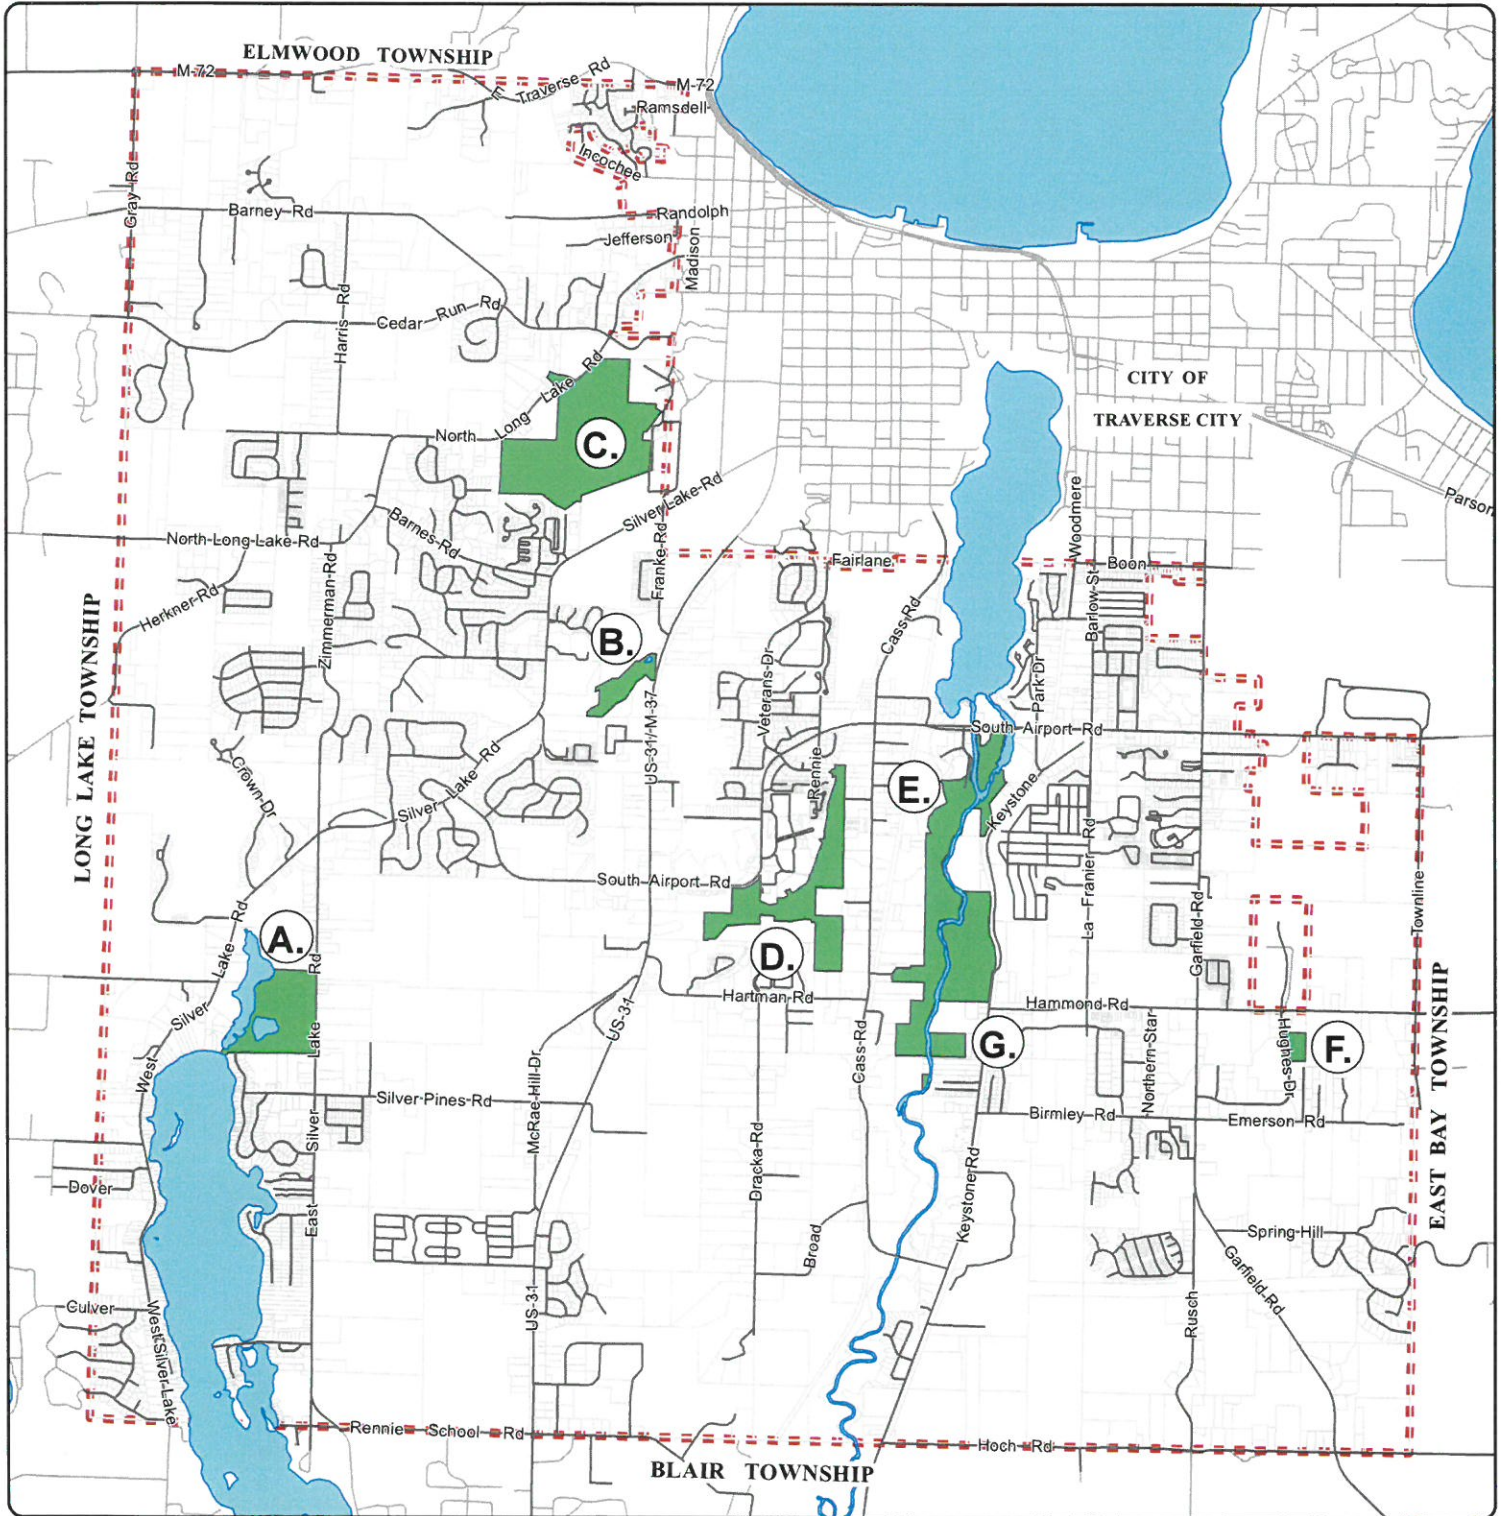 ELMWOOD TOWNSHIP
M-72
E Traverse Rd
M-72
Ramsdell
Incochee
Gray Rd
Barney Rd
Randolph
Jefferson
Madison
Harris Rd
Cedar Run Rd
CITY OF
TRAVERSE CITY
North Long Lake Rd
C.
Silver Lake Rd
Parson
Woodmere
Barnes Rd
North Long Lake Rd
Franke Rd
Fairlane
Boon
Zimmerman Rd
Herkner Rd
Barlow St
Cass Rd
B.
LONG LAKE TOWNSHIP
Veterans Dr
Park Dr
US-31/M-37
South Airport Rd
Crown Dr
Silver Lake Rd
Rennie
E.
Keystone
La Franier Rd
South Airport Rd
Townline
Garfield Rd
A.
Silver Lake Rd
D.
Hartman Rd
Hammond Rd
US-31
EAST BAY TOWNSHIP
G.
Hughes Dr
F.
Northern Star
Cass Rd
West
East Silver Lake Rd
Silver Pines Rd
McRae Hill Dr
Birmley Rd
Emerson Rd
Dracka Rd
Dover
Keystone Rd
Broad
Spring Hill
Garfield Rd
Culver
West Silver Lake
US-31
Rusch
Rennie School Rd
Hoch Rd
BLAIR TOWNSHIP